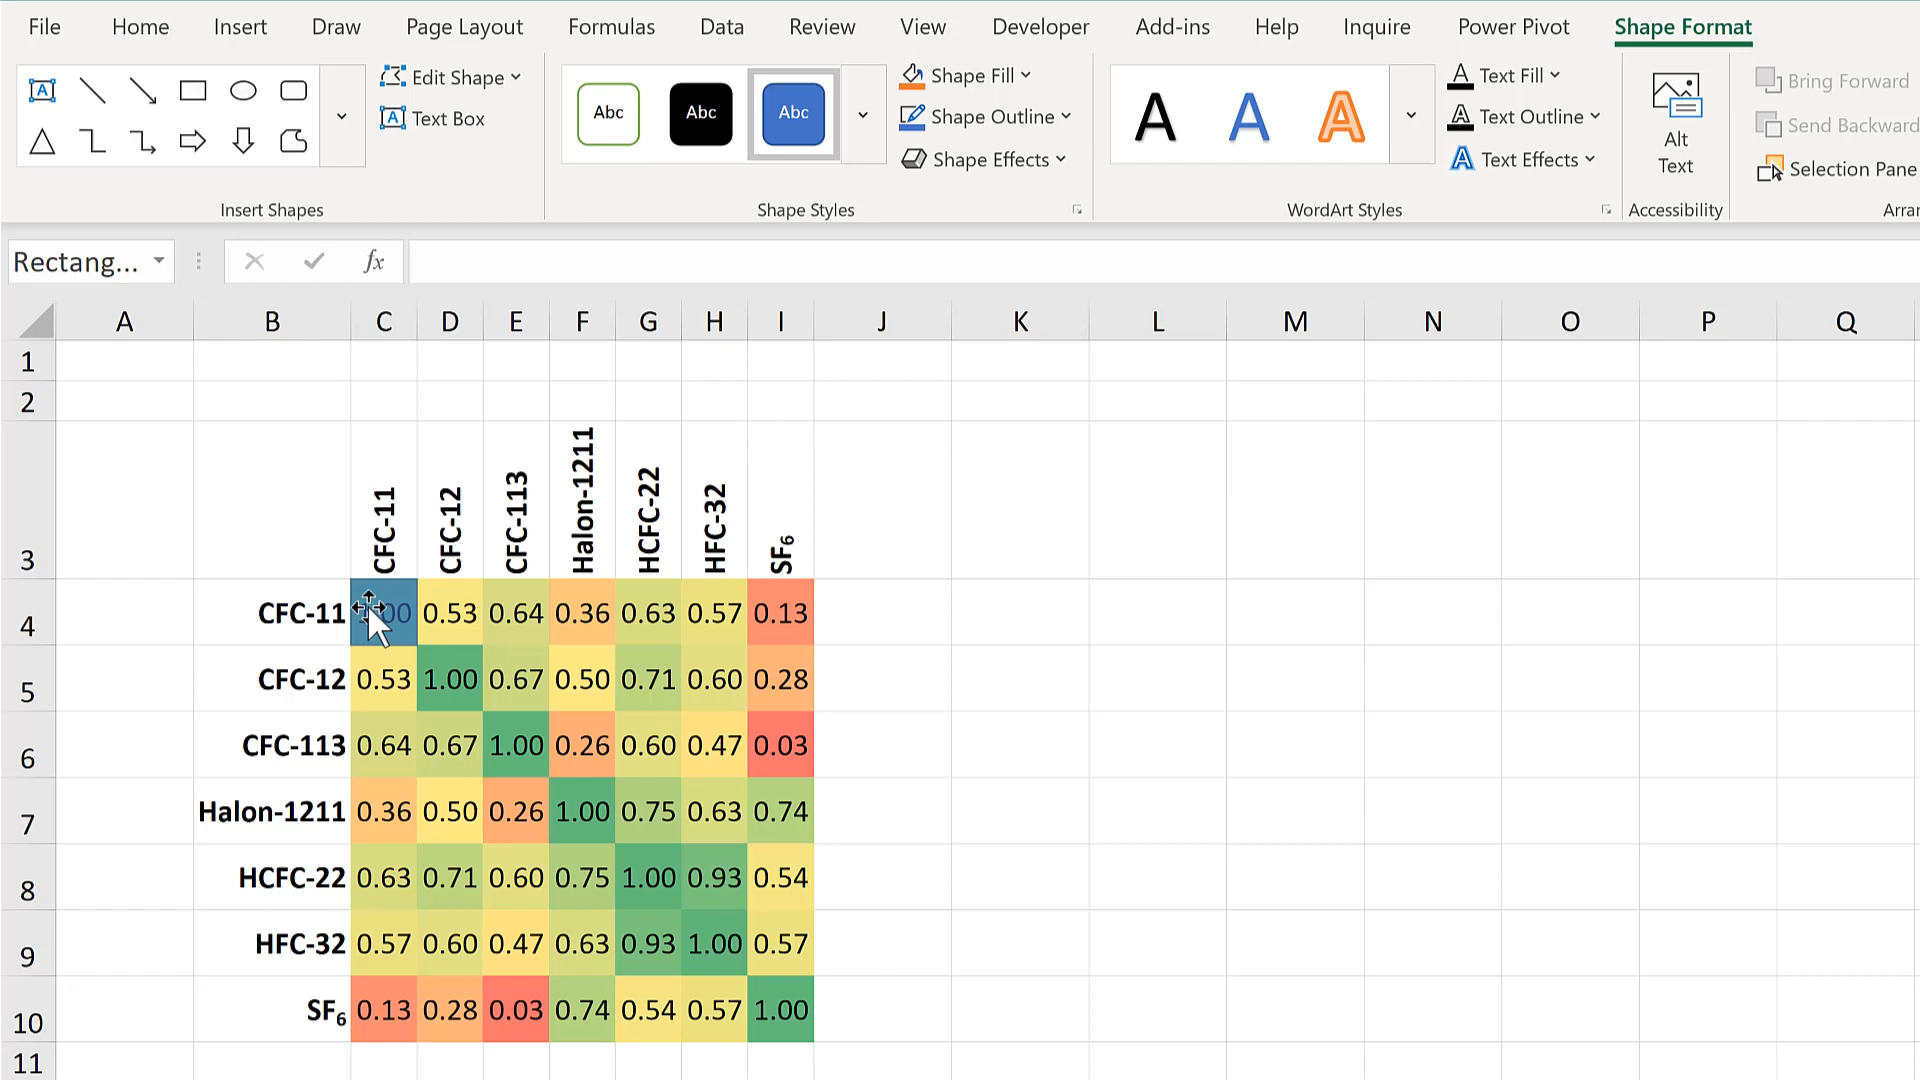 File Home Insert Draw Page Layout Formulas Data Review View Developer Add-ins Help Inquire Power Pivot Shape Format
Edit Shape
Text Box
Insert Shapes
Abc Abc Abc
Shape Fill
Shape Outline
Shape Effects
Shape Styles
A A A
Text Fill
Text Outline
Text Effects
WordArt Styles
Alt
Text
Accessibility
Bring Forward
Send Backward
Selection Pane
Arran
Rectang... fx
A B C D E F G H I J K L M N O P Q
1
2
3 CFC-11 CFC-12 CFC-113 Halon-1211 HCFC-22 HFC-32 SF₆
4 CFC-11 .00 0.53 0.64 0.36 0.63 0.57 0.13
5 CFC-12 0.53 1.00 0.67 0.50 0.71 0.60 0.28
6 CFC-113 0.64 0.67 1.00 0.26 0.60 0.47 0.03
7 Halon-1211 0.36 0.50 0.26 1.00 0.75 0.63 0.74
8 HCFC-22 0.63 0.71 0.60 0.75 1.00 0.93 0.54
9 HFC-32 0.57 0.60 0.47 0.63 0.93 1.00 0.57
10 SF₆ 0.13 0.28 0.03 0.74 0.54 0.57 1.00
11